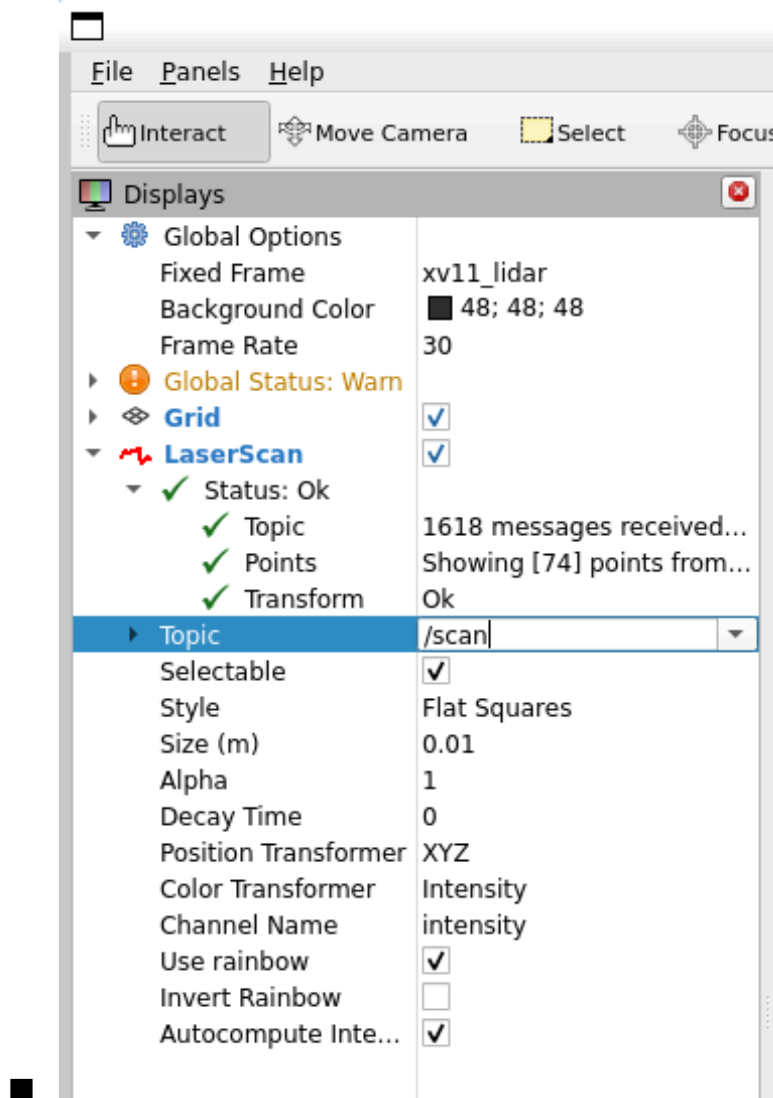 File Panels Help
Interact Move Camera Select Focus
Displays
Global Options
Fixed Frame xv11_lidar
Background Color 48; 48; 48
Frame Rate 30
Global Status: Warn
Grid
LaserScan
Status: Ok
Topic 1618 messages received...
Points Showing [74] points from...
Transform Ok
Topic /scan
Selectable
Style Flat Squares
Size (m) 0.01
Alpha 1
Decay Time 0
Position Transformer XYZ
Color Transformer Intensity
Channel Name intensity
Use rainbow
Invert Rainbow
Autocompute Inte...